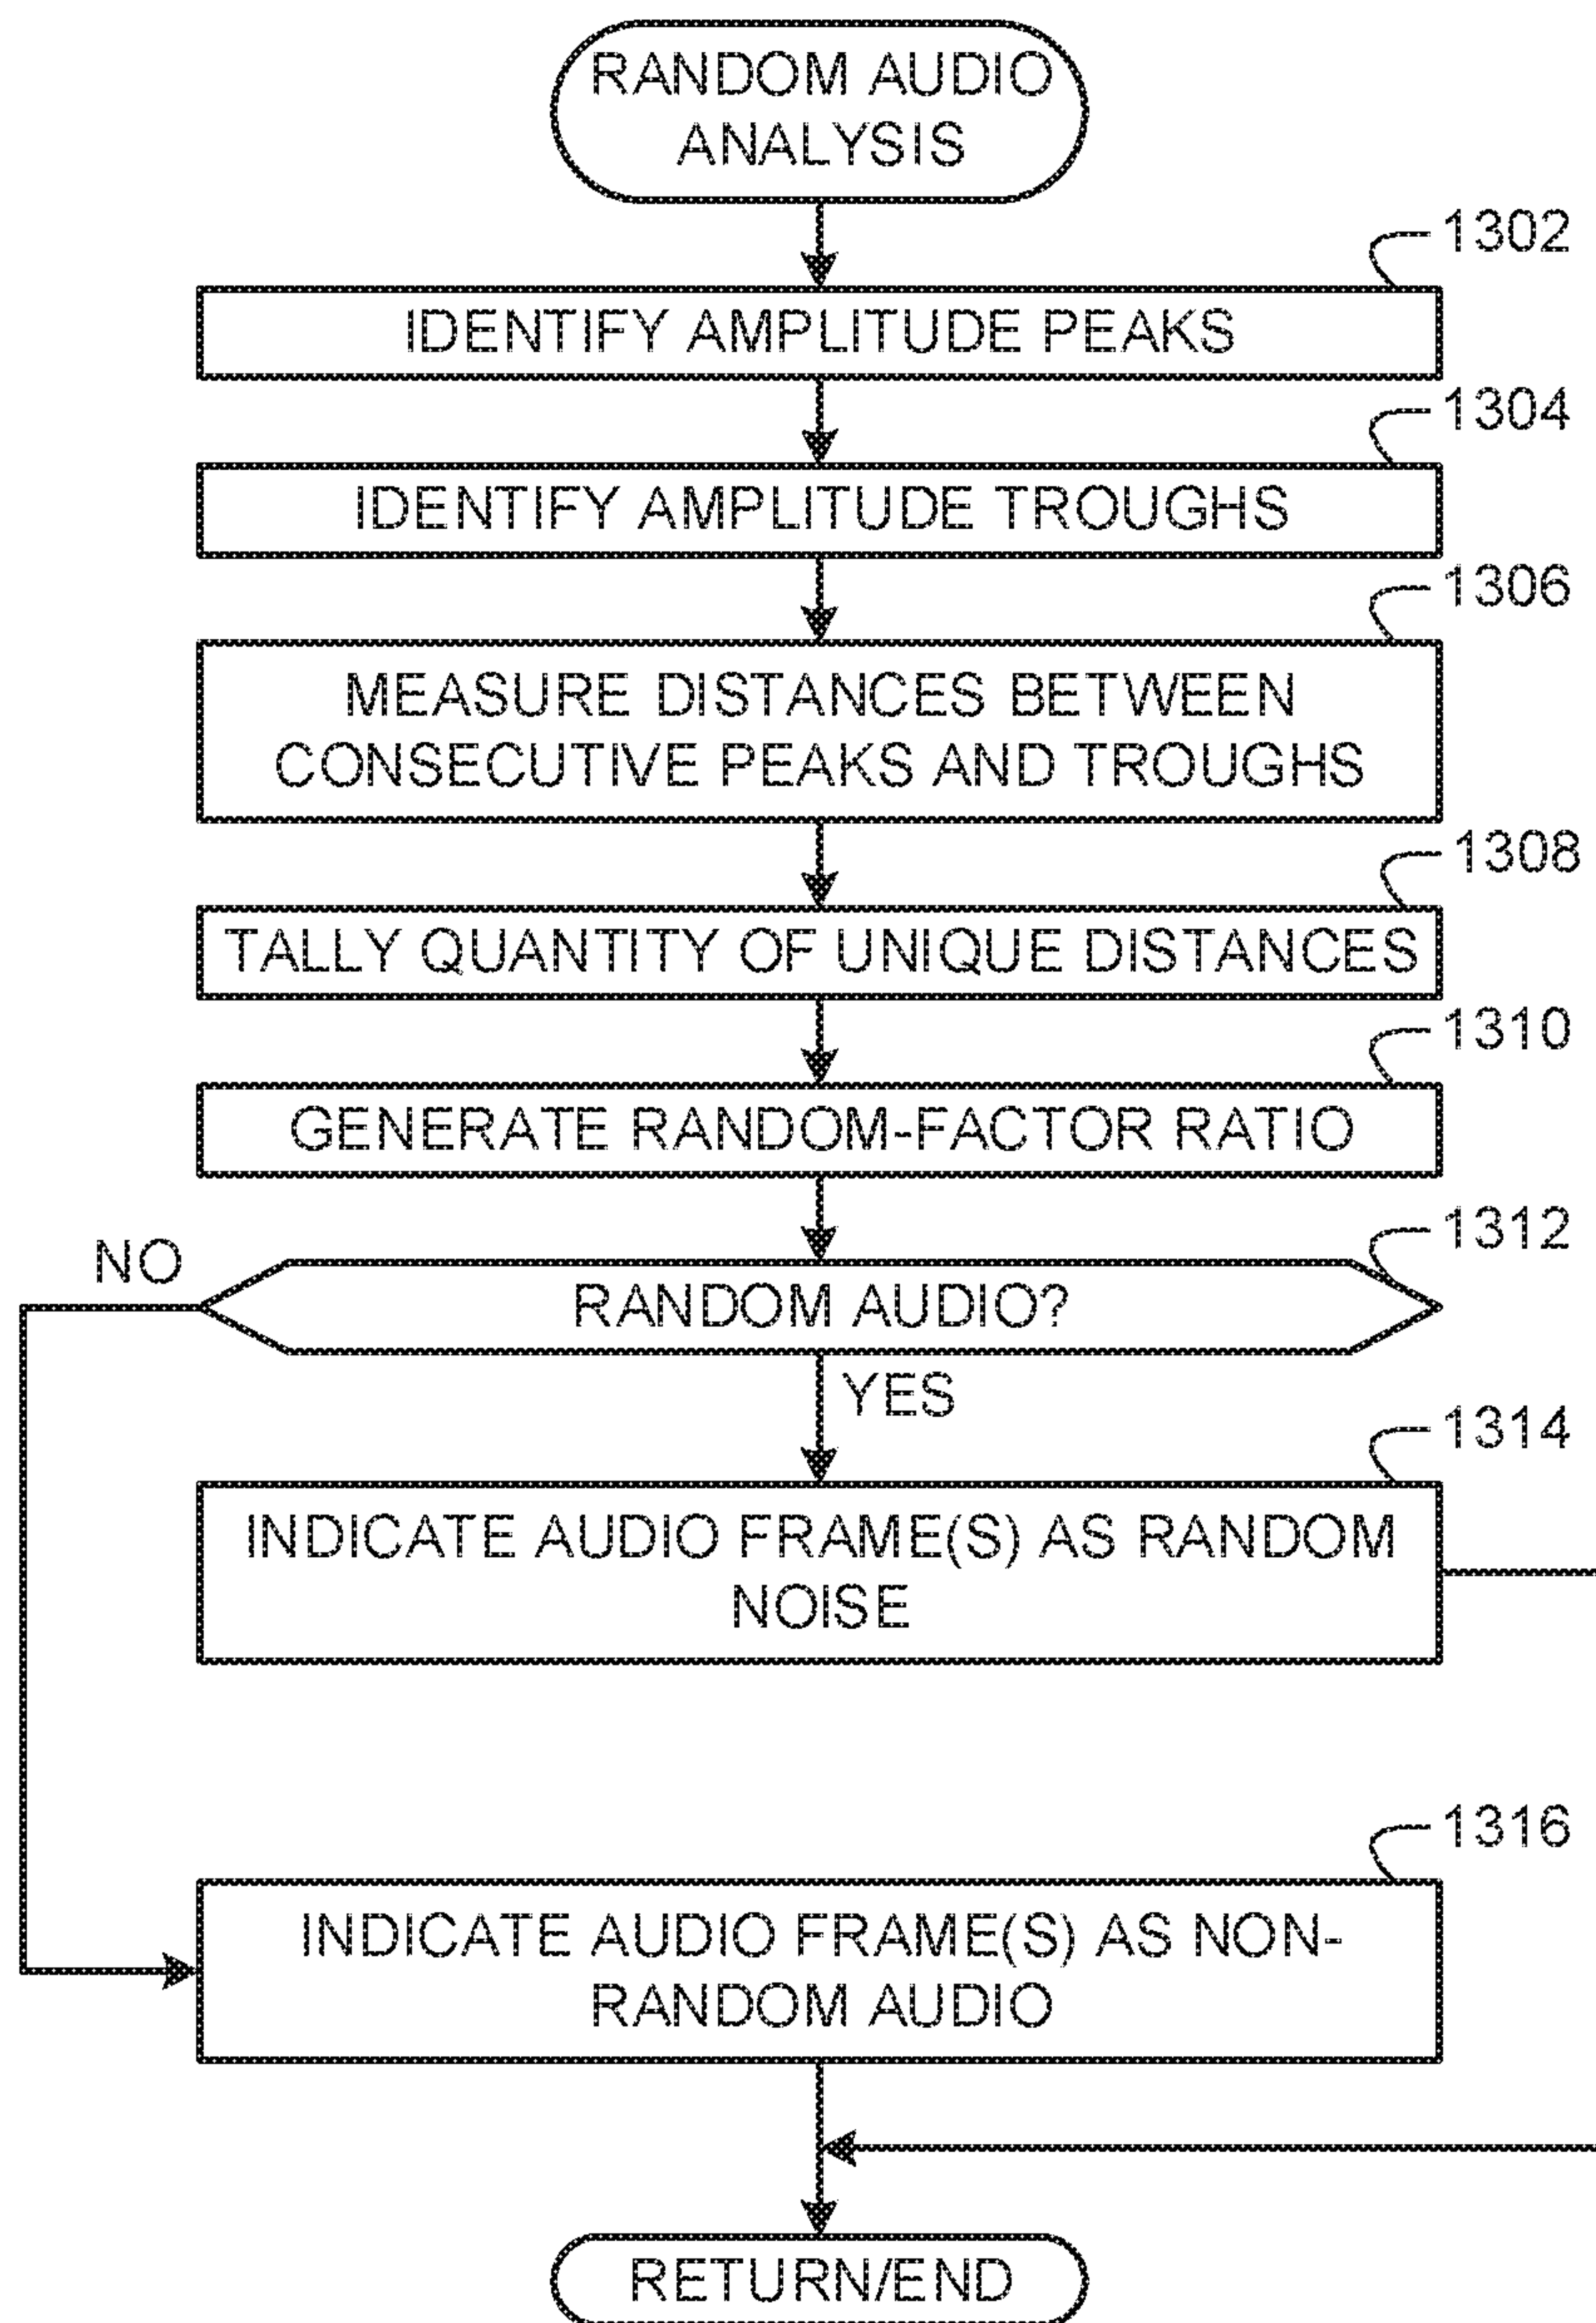 RANDOM AUDIO
ANALYSIS
1302
IDENTIFY AMPLITUDE PEAKS
1304
IDENTIFY AMPLITUDE TROUGHS
1306
MEASURE DISTANCES BETWEEN
CONSECUTIVE PEAKS AND TROUGHS
1308
TALLY QUANTITY OF UNIQUE DISTANCES
1310
GENERATE RANDOM-FACTOR RATIO
1312
NO
RANDOM AUDIO?
YES
1314
INDICATE AUDIO FRAME(S) AS RANDOM
NOISE
1316
INDICATE AUDIO FRAME(S) AS NON-
RANDOM AUDIO
RETURN/END